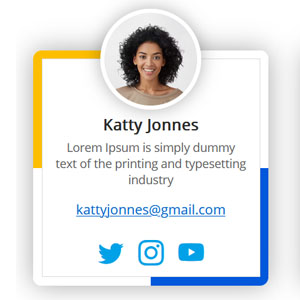 Katty Jonnes
Lorem Ipsum is simply dummy
text of the printing and typesetting
industry
kattyjonnes@gmail.com